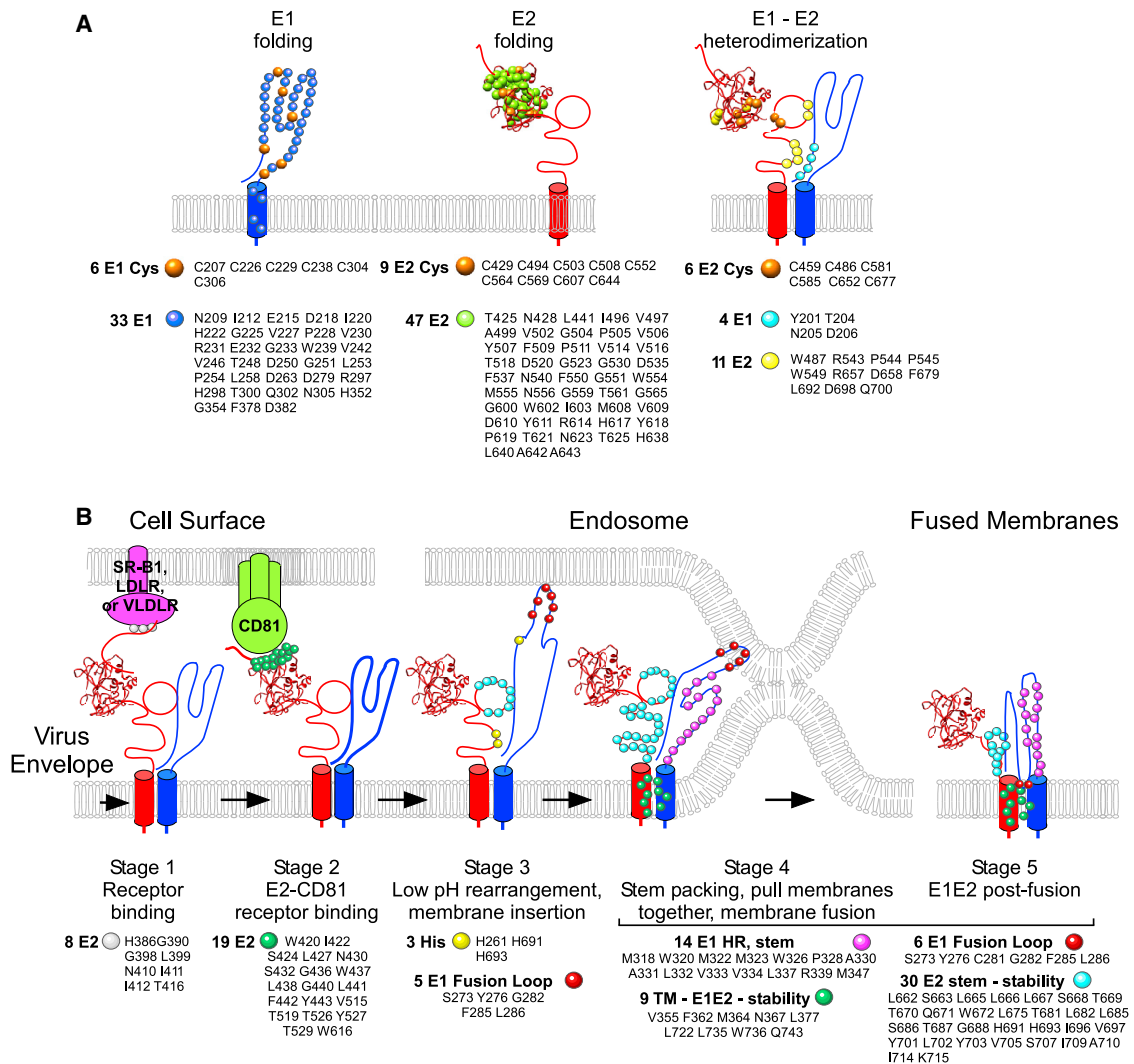 A
E1
folding
E2
folding
E1 - E2
heterodimerization
6 E1 Cys
C207 C226 C229 C238 C304
C306
33 E1
N209 I212 E215 D218 I220
H222 G225 V227 P228 V230
R231 E232 G233 W239 V242
V246 T248 D250 G251 L253
P254 L258 D263 D279 R297
H298 T300 Q302 N305 H352
G354 F378 D382
9 E2 Cys
C429 C494 C503 C508 C552
C564 C569 C607 C644
47 E2
T425 N428 L441 I496 V497
A499 V502 G504 P505 V506
Y507 F509 P511 V514 V516
T518 D520 G523 G530 D535
F537 N540 F550 G551 W554
M555 N556 G559 T561 G565
G600 W602 I603 M608 V609
D610 Y611 R614 H617 Y618
P619 T621 N623 T625 H638
L640 A642 A643
6 E2 Cys
C459 C486 C581
C585 C652 C677
4 E1
Y201 T204
N205 D206
11 E2
W487 R543 P544 P545
W549 R657 D658 F679
L692 D698 Q700
B
Cell Surface
Endosome
Fused Membranes
SR-B1,
LDLR,
or VLDLR
CD81
Virus
Envelope
Stage 1
Receptor
binding
8 E2
H386G390
G398 L399
N410 I411
I412 T416
Stage 2
E2-CD81
receptor binding
19 E2
W420 I422
S424 L427 N430
S432 G436 W437
L438 G440 L441
F442 Y443 V515
T519 T526 Y527
T529 W616
Stage 3
Low pH rearrangement,
membrane insertion
3 His
H261 H691
H693
5 E1 Fusion Loop
S273 Y276 G282
F285 L286
Stage 4
Stem packing, pull membranes
together, membrane fusion
Stage 5
E1E2 post-fusion
14 E1 HR, stem
M318 W320 M322 M323 W326 P328 A330
A331 L332 V333 V334 L337 R339 M347
9 TM - E1E2 - stability
V355 F362 M364 N367 L377
L722 L735 W736 Q743
6 E1 Fusion Loop
S273 Y276 C281 G282 F285 L286
30 E2 stem - stability
L662 S663 L665 L666 L667 S668 T669
T670 Q671 W672 L675 T681 L682 L685
S686 T687 G688 H691 H693 I696 V697
Y701 L702 Y703 V705 S707 I709 A710
I714 K715